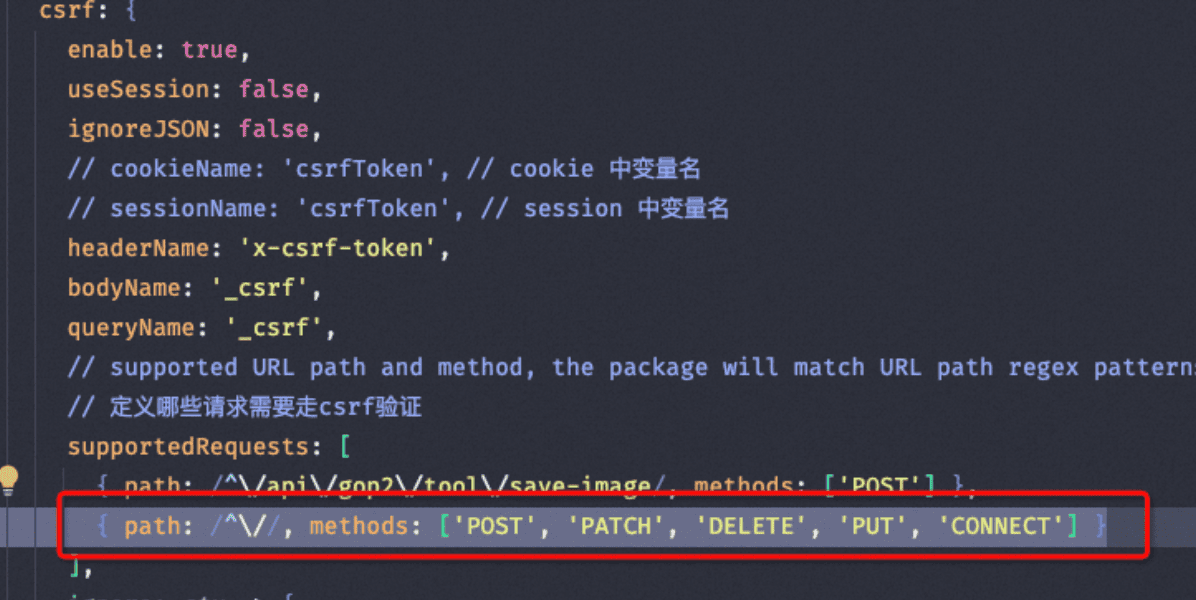 csrf: {
enable: true,
useSession: false,
ignoreJSON: false,
// cookieName: 'csrfToken', // cookie 中变量名
// sessionName: 'csrfToken', // session 中变量名
headerName: 'x-csrf-token',
bodyName: '_csrf',
queryName: '_csrf',
// supported URL path and method, the package will match URL path regex patterns
// 定义哪些请求需要走csrf验证
supportedRequests: [
{ path: /^\/api\/gop2\/tool\/save-image/, methods: ['POST'] },
{ path: /^\//, methods: ['POST', 'PATCH', 'DELETE', 'PUT', 'CONNECT'] }
],